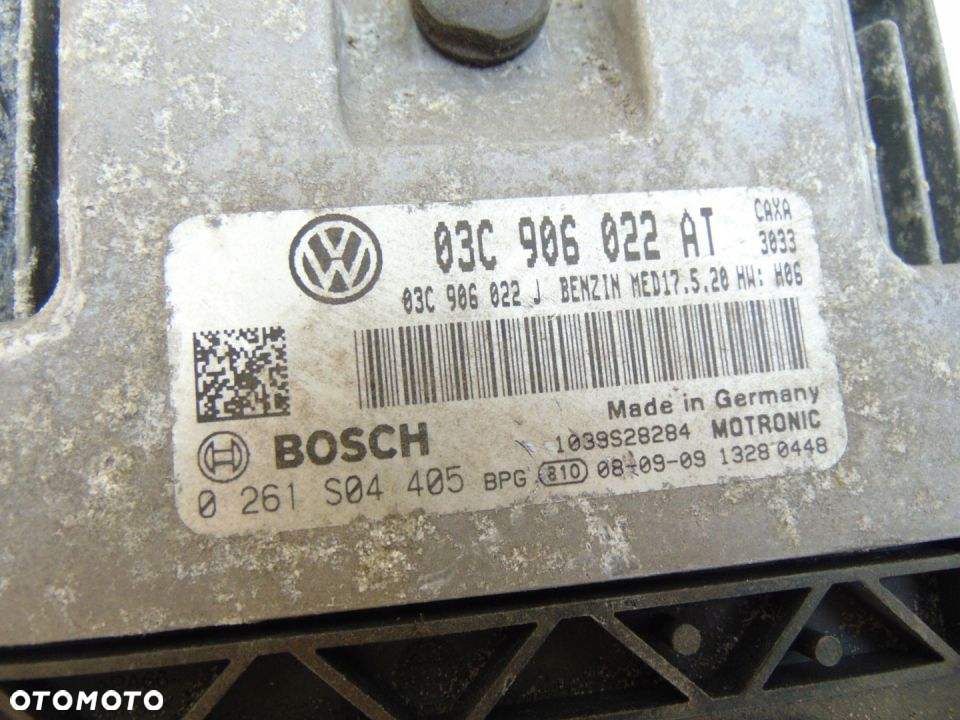 03C 906 022 AT
CAXA
3033
03C 906 022 J BENZIN MED17.5.20 HW: H06
Made in Germany
BOSCH
1039S28284 MOTRONIC
0 261 S04 405 BPG 810 08-09-09 1328 0448
OTOMOTO